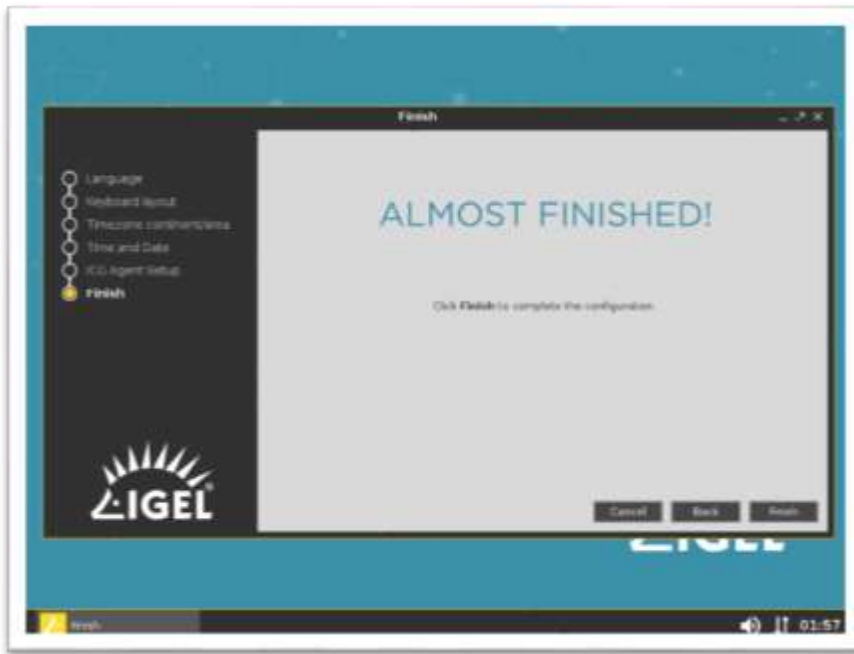 Finish
Language
Keyboard layout
Timezone continent/area
Time and Date
ICG Agent Setup
Finish
ALMOST FINISHED!
Click Finish to complete the configuration.
IGEL
Cancel
Back
Finish
IGEL
Finish
01:57